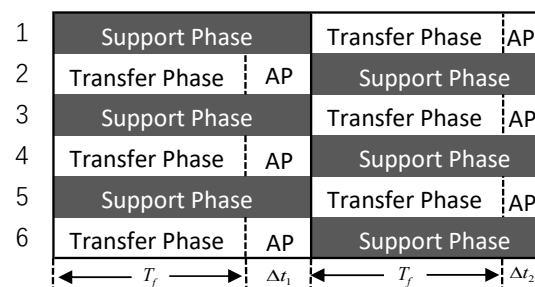 1 Support Phase Transfer Phase AP
2 Transfer Phase AP Support Phase
3 Support Phase Transfer Phase AP
4 Transfer Phase AP Support Phase
5 Support Phase Transfer Phase AP
6 Transfer Phase AP Support Phase
T_f Δt_1 T_f Δt_2